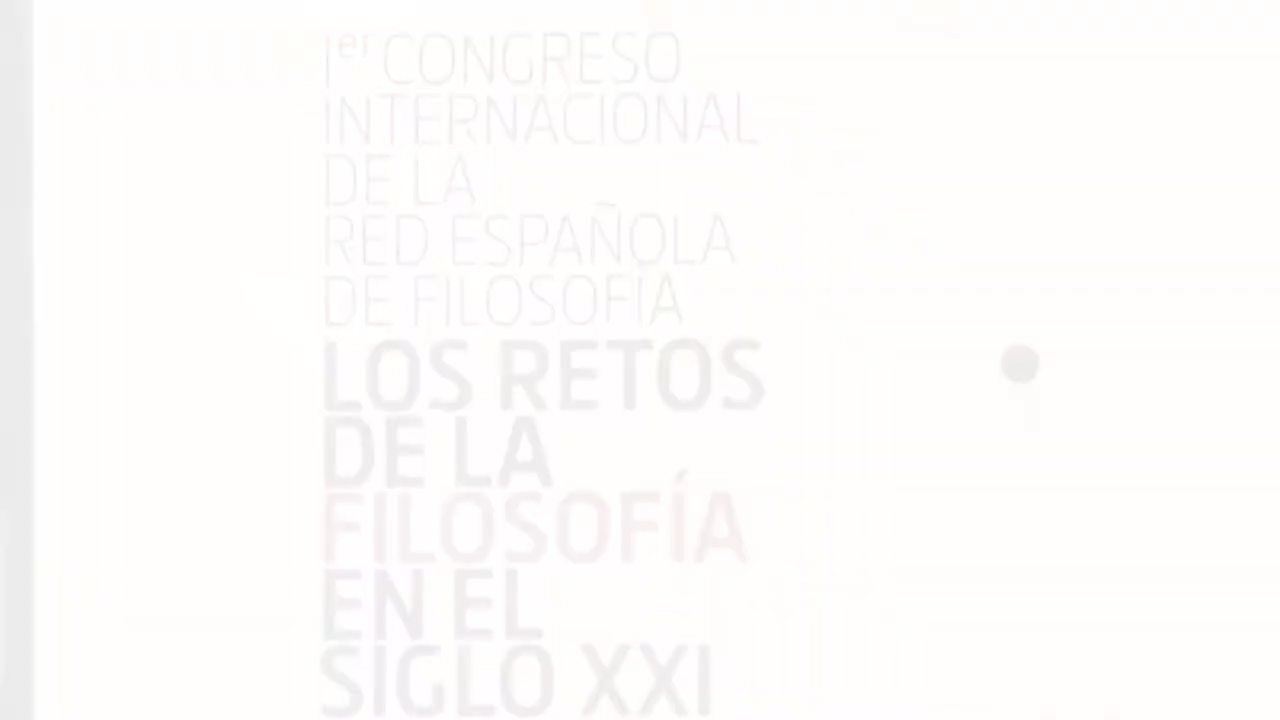 1er CONGRESO
INTERNACIONAL
DE LA
RED ESPAÑOLA
DE FILOSOFÍA
LOS RETOS
DE LA
FILOSOFÍA
EN EL
SIGLO XXI